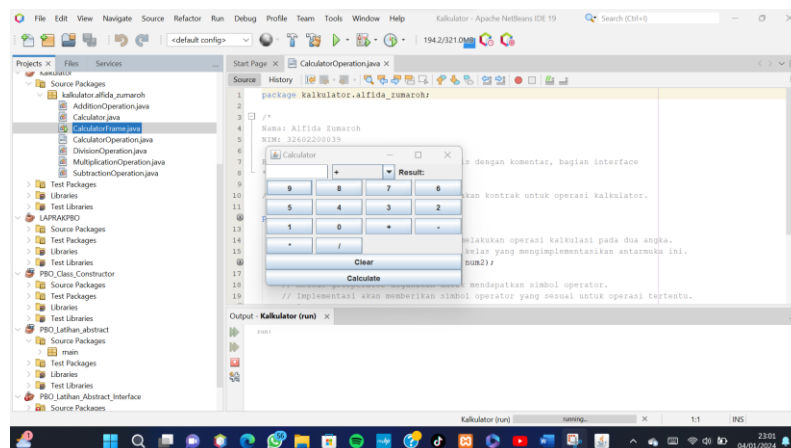 File Edit View Navigate Source Refactor Run Debug Profile Team Tools Window Help Kalkulator - Apache NetBeans IDE 19 Search (Ctrl+I)
<default config> 194.2/321.0MB
Projects Files Services
Start Page CalculatorOperation.java
Source History
Kalkulator
Source Packages
kalkulator.alfida_zumaroh
AdditionOperation.java
Calculator.java
CalculatorFrame.java
CalculatorOperation.java
DivisionOperation.java
MultiplicationOperation.java
SubtractionOperation.java
Test Packages
Libraries
Test Libraries
LAPRAKPBO
Source Packages
Test Packages
Libraries
Test Libraries
PBO_Class_Constructor
Source Packages
Test Packages
Libraries
Test Libraries
PBO_Latihan_abstract
Source Packages
main
Test Packages
Libraries
Test Libraries
PBO_Latihan_Abstract_Interface
Source Packages
1 package kalkulator.alfida_zumaroh;
2
3 /*
4 Nama: Alfida Zumaroh
5 NIM: 32602200039
6
7 is dengan komentar, bagian interface
8
9
10 kan kontrak untuk operasi kalkulator.
11
13
14 melakukan operasi kalkulasi pada dua angka.
15 kelas yang mengimplementasikan antarmuka ini.
num2);
17
18 mendapatkan simbol operator.
19 // Implementasi akan memberikan simbol operator yang sesuai untuk operasi tertentu.
Calculator
+ Result:
9 8 7 6
5 4 3 2
1 0 + -
* /
Clear
Calculate
Output - Kalkulator (run)
run:
Kalkulator (run) running... 1:1 INS
23:01
04/01/2024